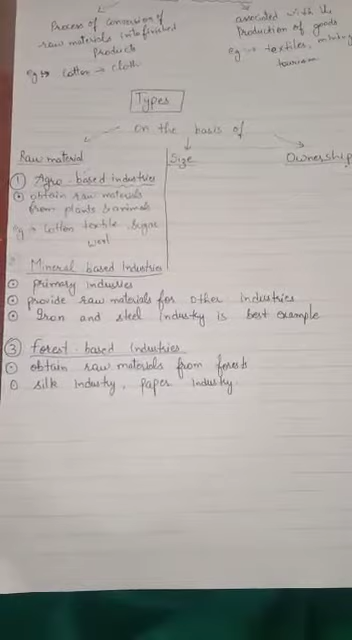 Process of conversion of
raw materials into finished
products
eg → Cotton → cloth
associated with the
production of goods
eg → textiles, mining
tourism
Types
on the basis of
Raw material
Size
Ownership
① Agro based industries
obtain raw materials
from plants & animals
eg → Cotton textile, sugar
wool
Mineral based Industries
primary industries
provide raw materials for other industries
Iron and steel Industry is best example
③ Forest based Industries
obtain raw materials from forests
silk industry, paper industry